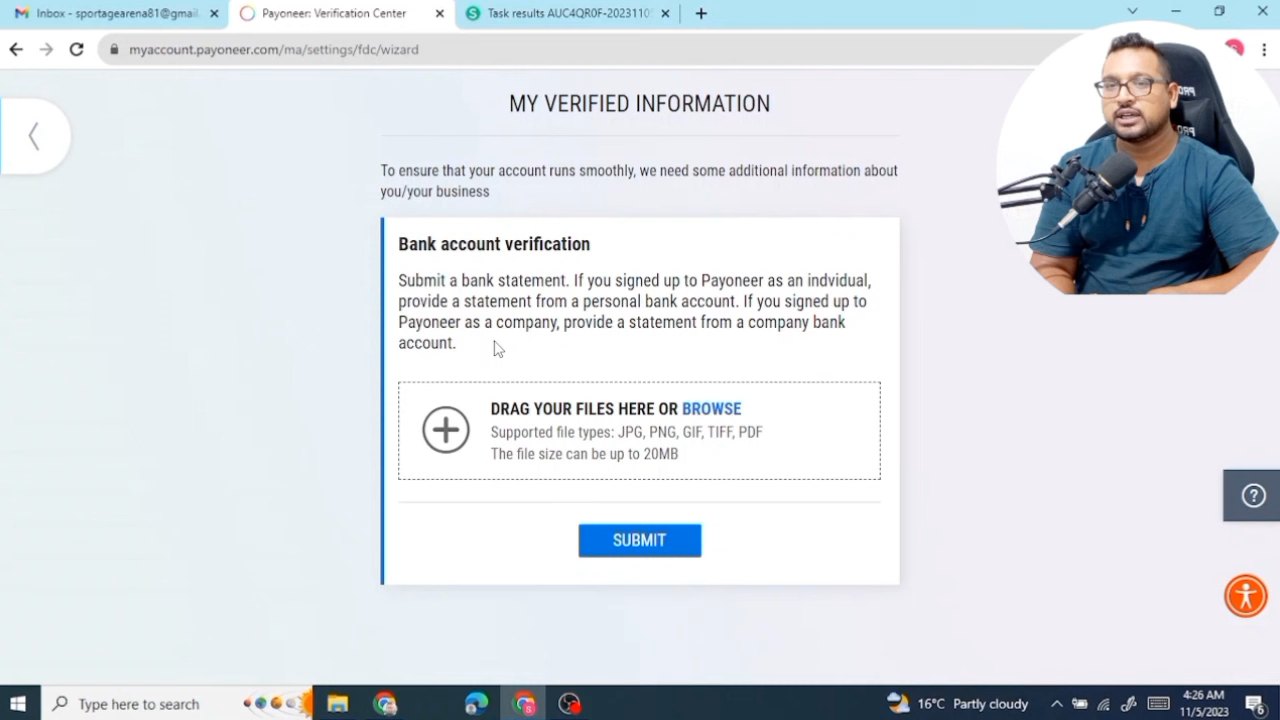 Inbox - sportagearena81@gmail.
Payoneer: Verification Center
Task results AUC4QR0F-2023110
myaccount.payoneer.com/ma/settings/fdc/wizard
MY VERIFIED INFORMATION
To ensure that your account runs smoothly, we need some additional information about
you/your business
Bank account verification
Submit a bank statement. If you signed up to Payoneer as an indvidual,
provide a statement from a personal bank account. If you signed up to
Payoneer as a company, provide a statement from a company bank
account.
DRAG YOUR FILES HERE OR BROWSE
Supported file types: JPG, PNG, GIF, TIFF, PDF
The file size can be up to 20MB
SUBMIT
Type here to search
16°C Partly cloudy
4:26 AM
11/5/2023
6